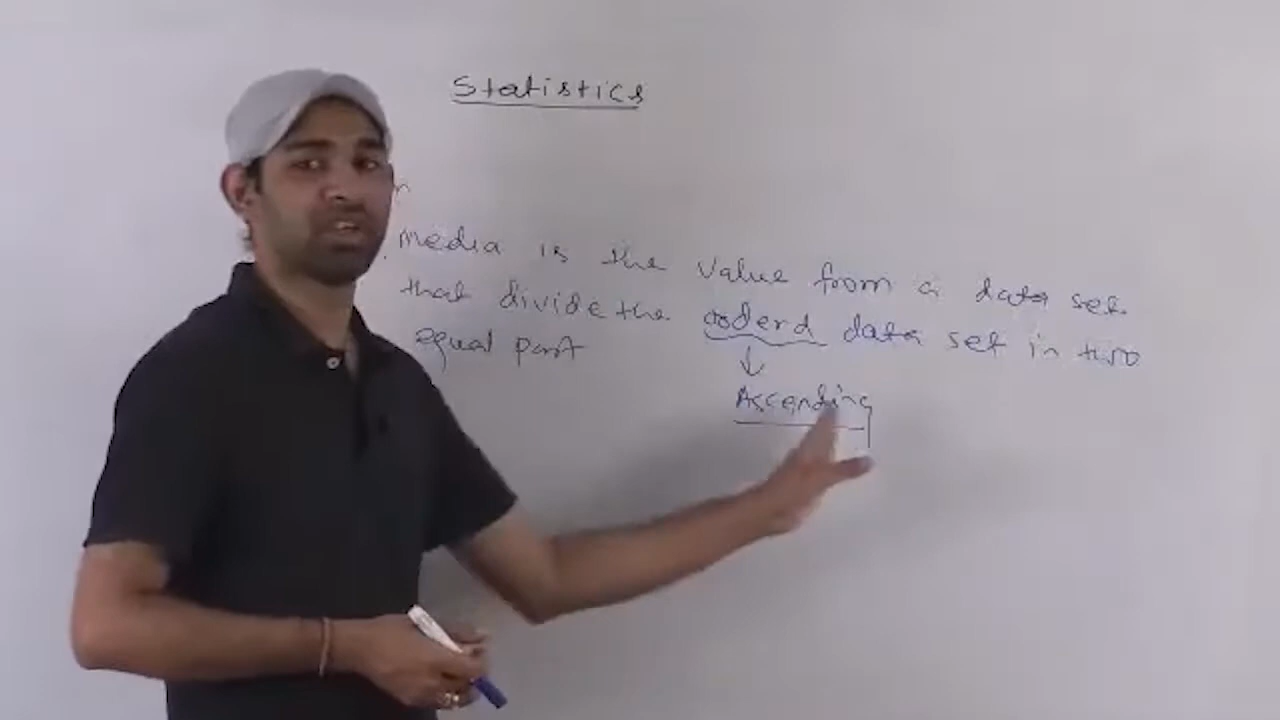 Statistics
n
Media is the value from a data set
that divide the oderd data set in two
equal part
Ascending